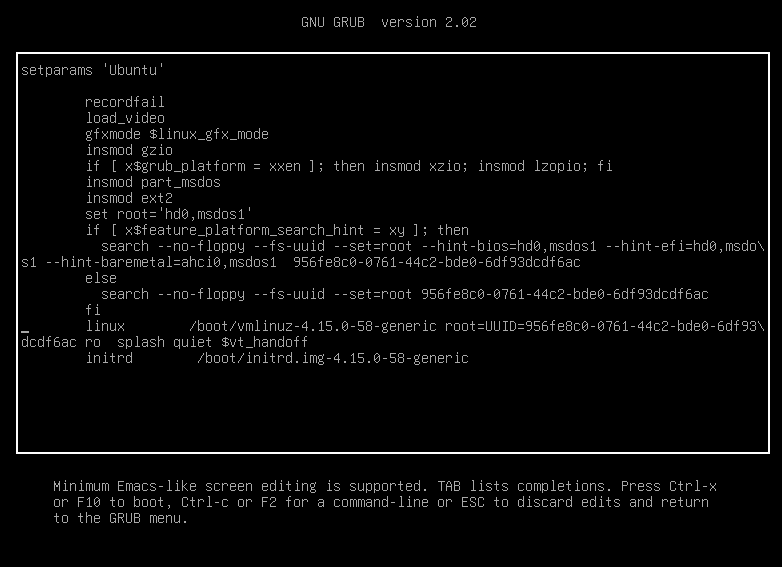 GNU GRUB  version 2.02
setparams 'Ubuntu'
recordfail
load_video
gfxmode $linux_gfx_mode
insmod gzio
if [ x$grub_platform = xxen ]; then insmod xzio; insmod lzopio; fi
insmod part_msdos
insmod ext2
set root='hd0,msdos1'
if [ x$feature_platform_search_hint = xy ]; then
search --no-floppy --fs-uuid --set=root --hint-bios=hd0,msdos1 --hint-efi=hd0,msdo\
s1 --hint-baremetal=ahci0,msdos1  956fe8c0-0761-44c2-bde0-6df93dcdf6ac
else
search --no-floppy --fs-uuid --set=root 956fe8c0-0761-44c2-bde0-6df93dcdf6ac
fi
linux        /boot/vmlinuz-4.15.0-58-generic root=UUID=956fe8c0-0761-44c2-bde0-6df93\
dcdf6ac ro  splash quiet $vt_handoff
initrd        /boot/initrd.img-4.15.0-58-generic
Minimum Emacs-like screen editing is supported. TAB lists completions. Press Ctrl-x
or F10 to boot, Ctrl-c or F2 for a command-line or ESC to discard edits and return
to the GRUB menu.